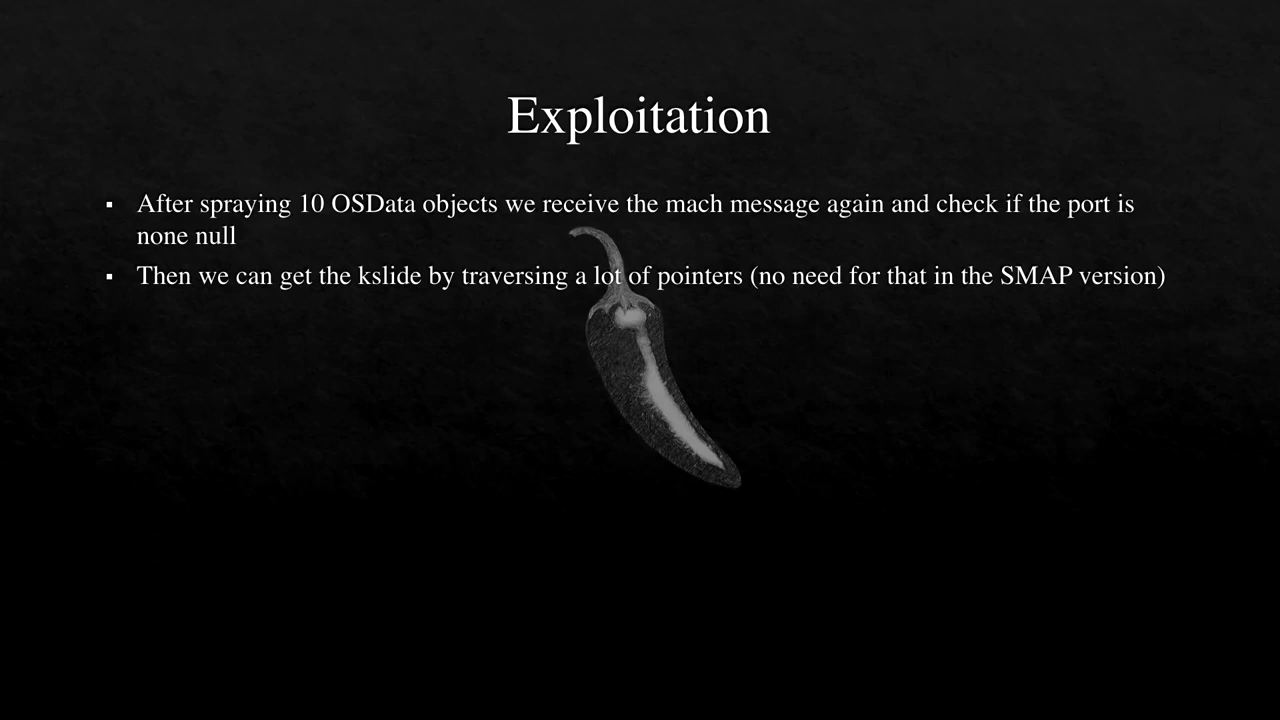 Exploitation
After spraying 10 OSData objects we receive the mach message again and check if the port is
none null
Then we can get the kslide by traversing a lot of pointers (no need for that in the SMAP version)